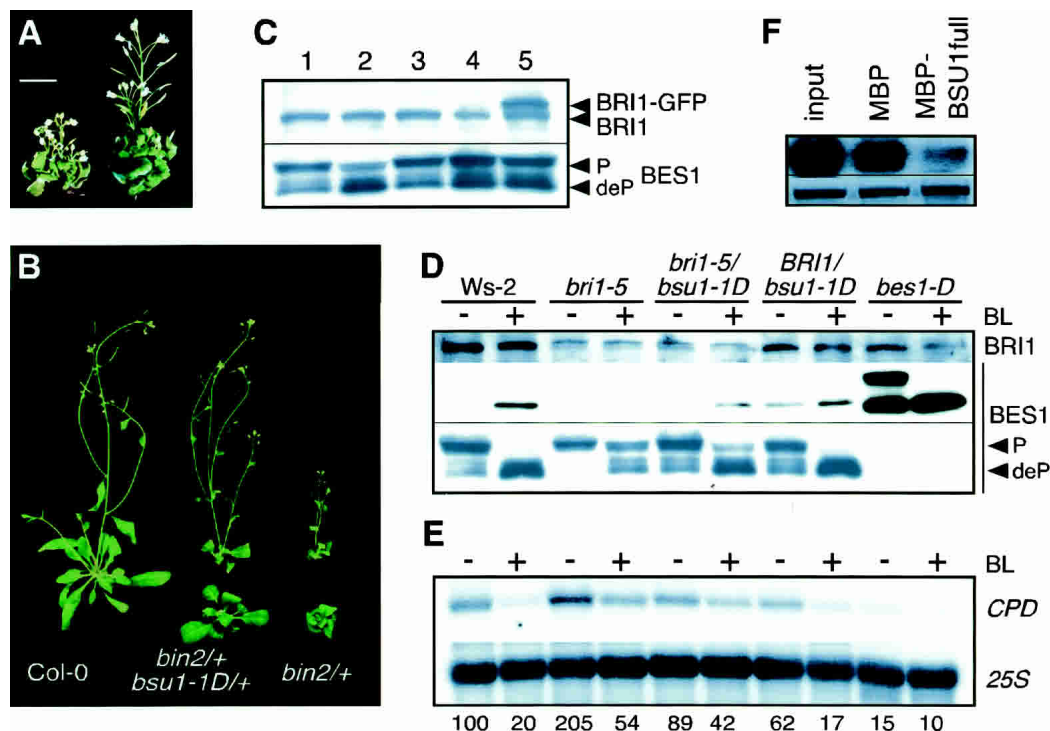 A
B
Col-0
bin2/+
bsu1-1D/+
bin2/+
C
1 2 3 4 5
BRI1-GFP
BRI1
P
deP
BES1
F
input
MBP
MBP-
BSU1full
D
Ws-2
bri1-5
bri1-5/
bsu1-1D
BRI1/
bsu1-1D
bes1-D
- + - + - + - + - + BL
BRI1
BES1
P
deP
E
- + - + - + - + - + BL
CPD
25S
100 20 205 54 89 42 62 17 15 10